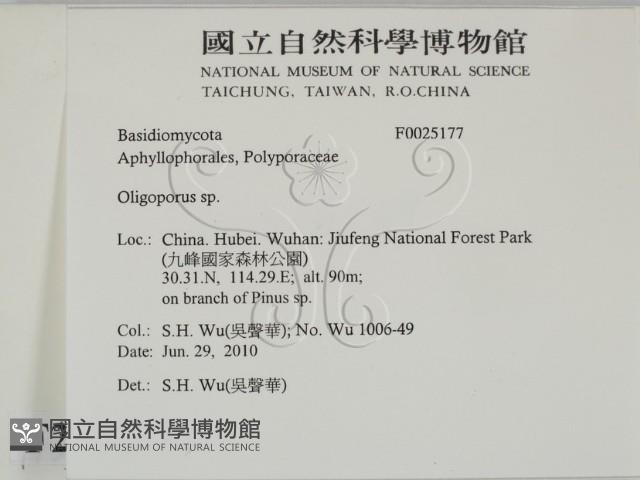 國立自然科學博物館
NATIONAL MUSEUM OF NATURAL SCIENCE
TAICHUNG, TAIWAN, R.O.CHINA
Basidiomycota F0025177
Aphyllophorales, Polyporaceae
Oligoporus sp.
Loc.: China. Hubei. Wuhan: Jiufeng National Forest Park
(九峰國家森林公園)
30.31.N, 114.29.E; alt. 90m;
on branch of Pinus sp.
Col.: S.H. Wu(吳聲華); No. Wu 1006-49
Date: Jun. 29, 2010
Det.: S.H. Wu(吳聲華)
國立自然科學博物館
NATIONAL MUSEUM OF NATURAL SCIENCE